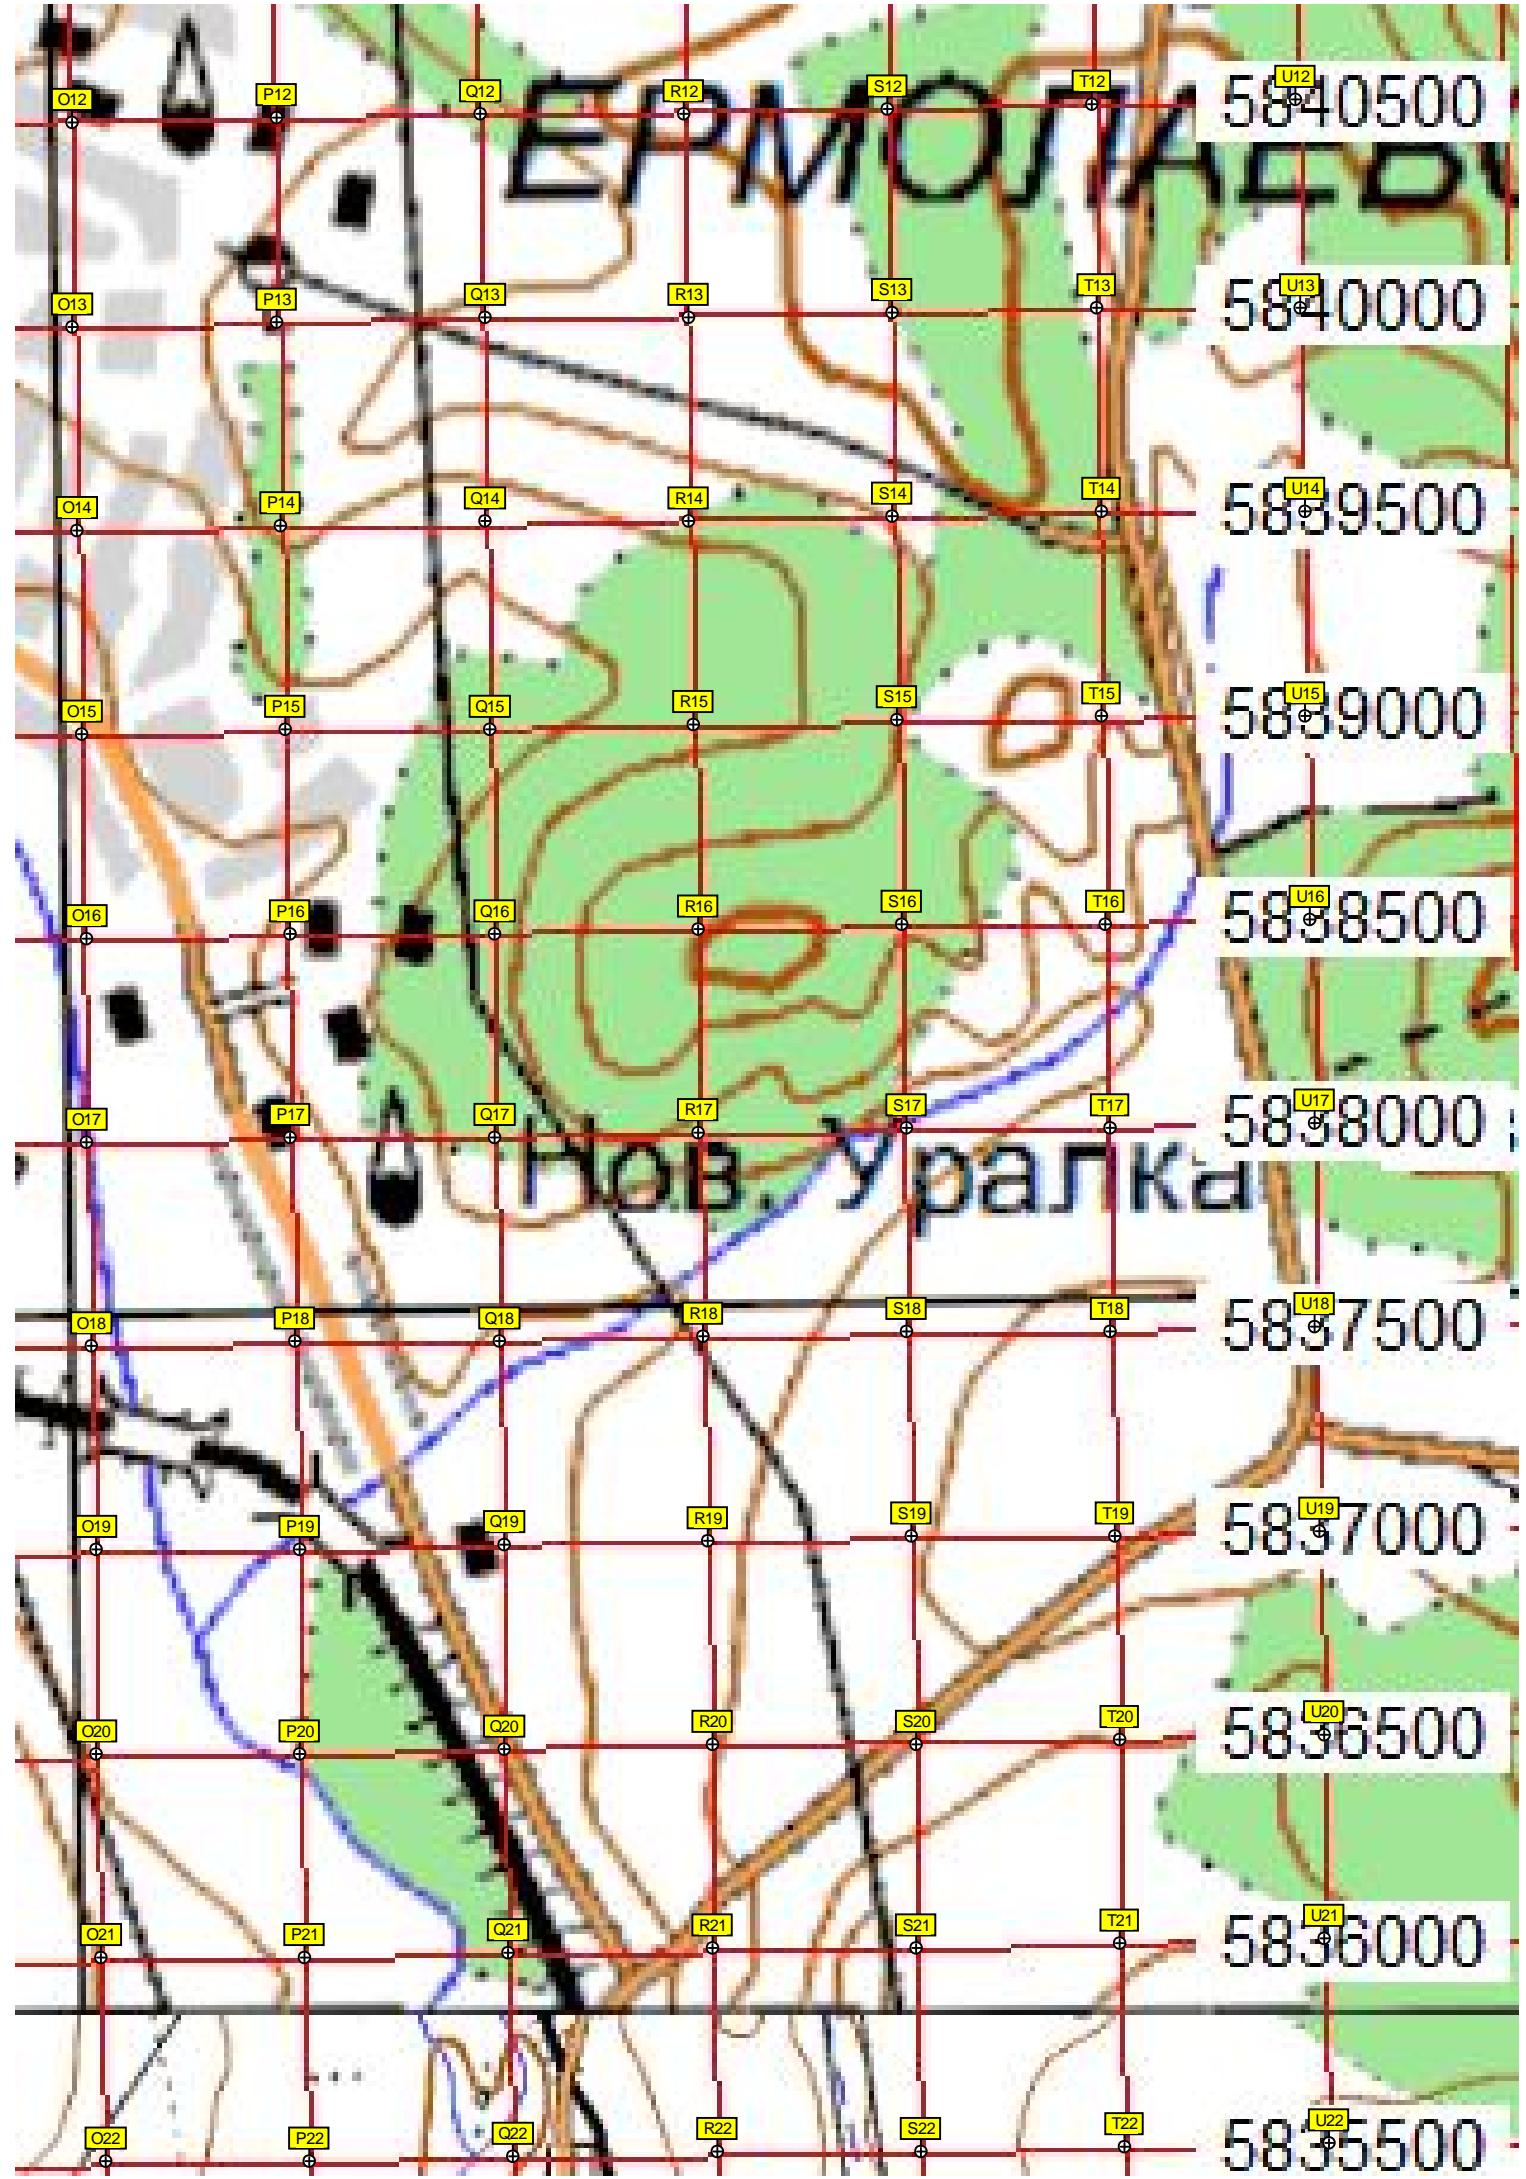 O12 P12 Q12 R12 S12 T12 U12
5840500
ЕРМОЛАЕВ
O13 P13 Q13 R13 S13 T13 U13
5840000
O14 P14 Q14 R14 S14 T14 U14
5839500
O15 P15 Q15 R15 S15 T15 U15
5839000
O16 P16 Q16 R16 S16 T16 U16
5838500
O17 P17 Q17 R17 S17 T17 U17
5838000
Нов. Уралка
O18 P18 Q18 R18 S18 T18 U18
5837500
O19 P19 Q19 R19 S19 T19 U19
5837000
O20 P20 Q20 R20 S20 T20 U20
5836500
O21 P21 Q21 R21 S21 T21 U21
5836000
O22 P22 Q22 R22 S22 T22 U22
5835500